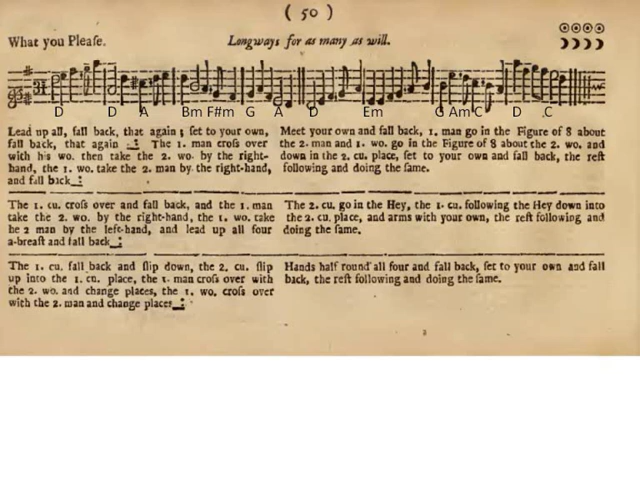 ( 50 )
What you Pleaſe.
Longways for as many as will.
D D A Bm F#m G A D Em G Am C D C
Lead up all, fall back, that again ; ſet to your own,
fall back, that again .: The 1. man croſs over
with his wo. then take the 2. wo. by the right-
hand, the 1. wo. take the 2. man by the right-hand,
and fall back :
Meet your own and fall back, 1. man go in the Figure of 8 about
the 2. man and 1. wo. go in the Figure of 8 about the 2. wo. and
down in the 2. cu. place, ſet to your own and fall back, the reſt
following and doing the ſame.
The 1. cu. croſs over and fall back, and the 1. man
take the 2. wo. by the right-hand, the 1. wo. take
he 2 man by the left-hand, and lead up all four
a-breaſt and fall back :
The 2. cu. go in the Hey, the 1. cu. following the Hey down into
the 2. cu. place, and arms with your own, the reſt following and
doing the ſame.
The 1. cu. fall back and ſlip down, the 2. cu. ſlip
up into the 1. cu. place, the 1. man croſs over with
the 2. wo. and change places, the 1. wo. croſs over
with the 2. man and change places :
Hands half round all four and fall back, ſet to your own and fall
back, the reſt following and doing the ſame.
2